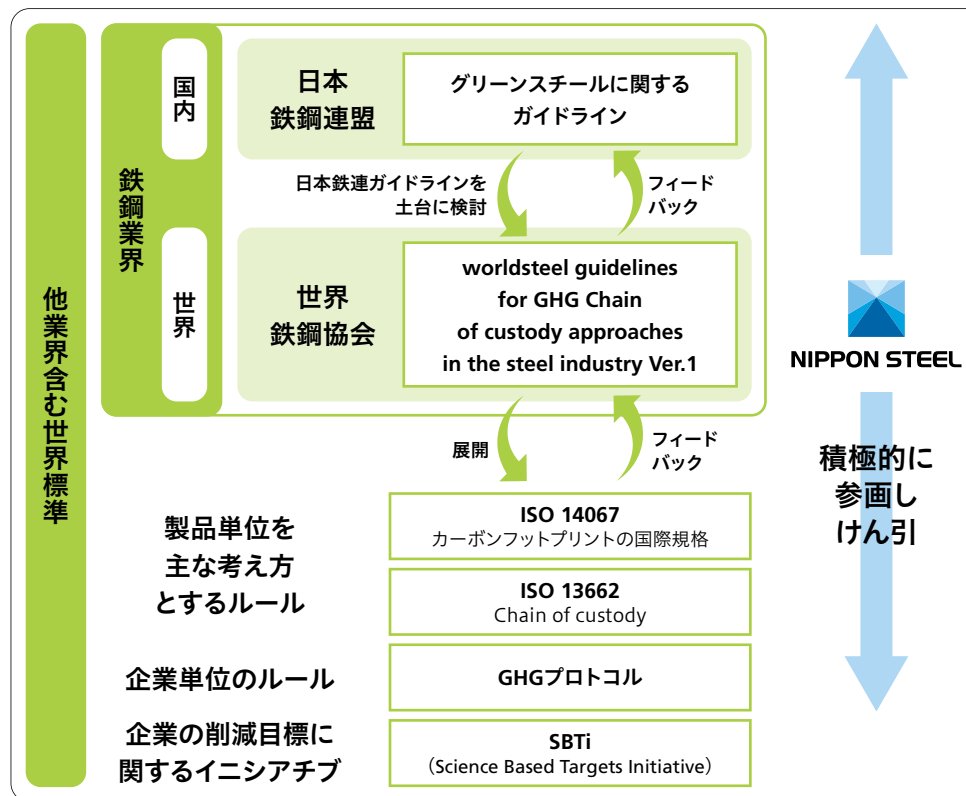 他業界含む世界標準
鉄鋼業界
国内
日本
鉄鋼連盟
グリーンスチールに関する
ガイドライン
日本鉄連ガイドラインを
土台に検討
フィード
バック
世界
世界
鉄鋼協会
worldsteel guidelines
for GHG Chain
of custody approaches
in the steel industry Ver.1
展開
フィード
バック
製品単位を
主な考え方
とするルール
ISO 14067
カーボンフットプリントの国際規格
ISO 13662
Chain of custody
企業単位のルール
GHGプロトコル
企業の削減目標に
関するイニシアチブ
SBTi
（Science Based Targets Initiative）
NIPPON STEEL
積極的に
参画し
けん引